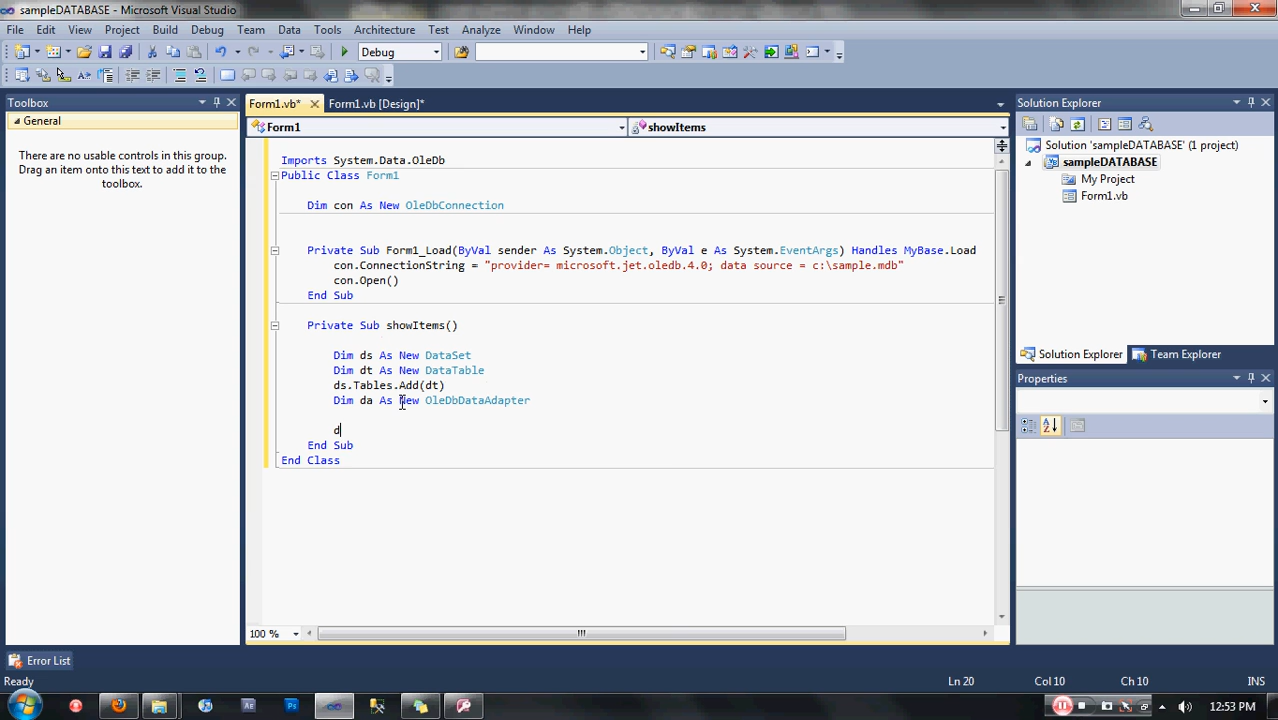 sampleDATABASE - Microsoft Visual Studio
File Edit View Project Build Debug Team Data Tools Architecture Test Analyze Window Help
Debug
Toolbox
General
There are no usable controls in this group.
Drag an item onto this text to add it to the
toolbox.
Form1.vb* Form1.vb [Design]*
Form1 showItems
Imports System.Data.OleDb
Public Class Form1
Dim con As New OleDbConnection
Private Sub Form1_Load(ByVal sender As System.Object, ByVal e As System.EventArgs) Handles MyBase.Load
con.ConnectionString = "provider= microsoft.jet.oledb.4.0; data source = c:\sample.mdb"
con.Open()
End Sub
Private Sub showItems()
Dim ds As New DataSet
Dim dt As New DataTable
ds.Tables.Add(dt)
Dim da As New OleDbDataAdapter
d
End Sub
End Class
100 %
Solution Explorer
Solution 'sampleDATABASE' (1 project)
sampleDATABASE
My Project
Form1.vb
Solution Explorer Team Explorer
Properties
Error List
Ready Ln 20 Col 10 Ch 10 INS
Ae Ps 12:53 PM